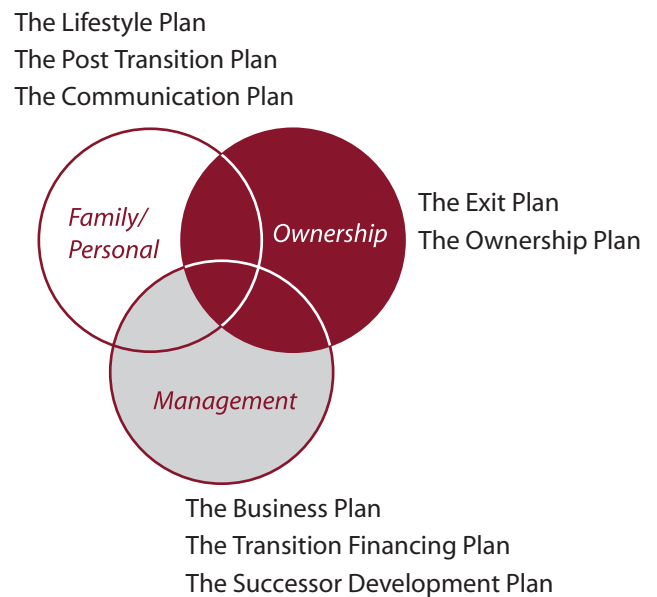 The Lifestyle Plan
The Post Transition Plan
The Communication Plan
Family/
Personal
Ownership
The Exit Plan
The Ownership Plan
Management
The Business Plan
The Transition Financing Plan
The Successor Development Plan